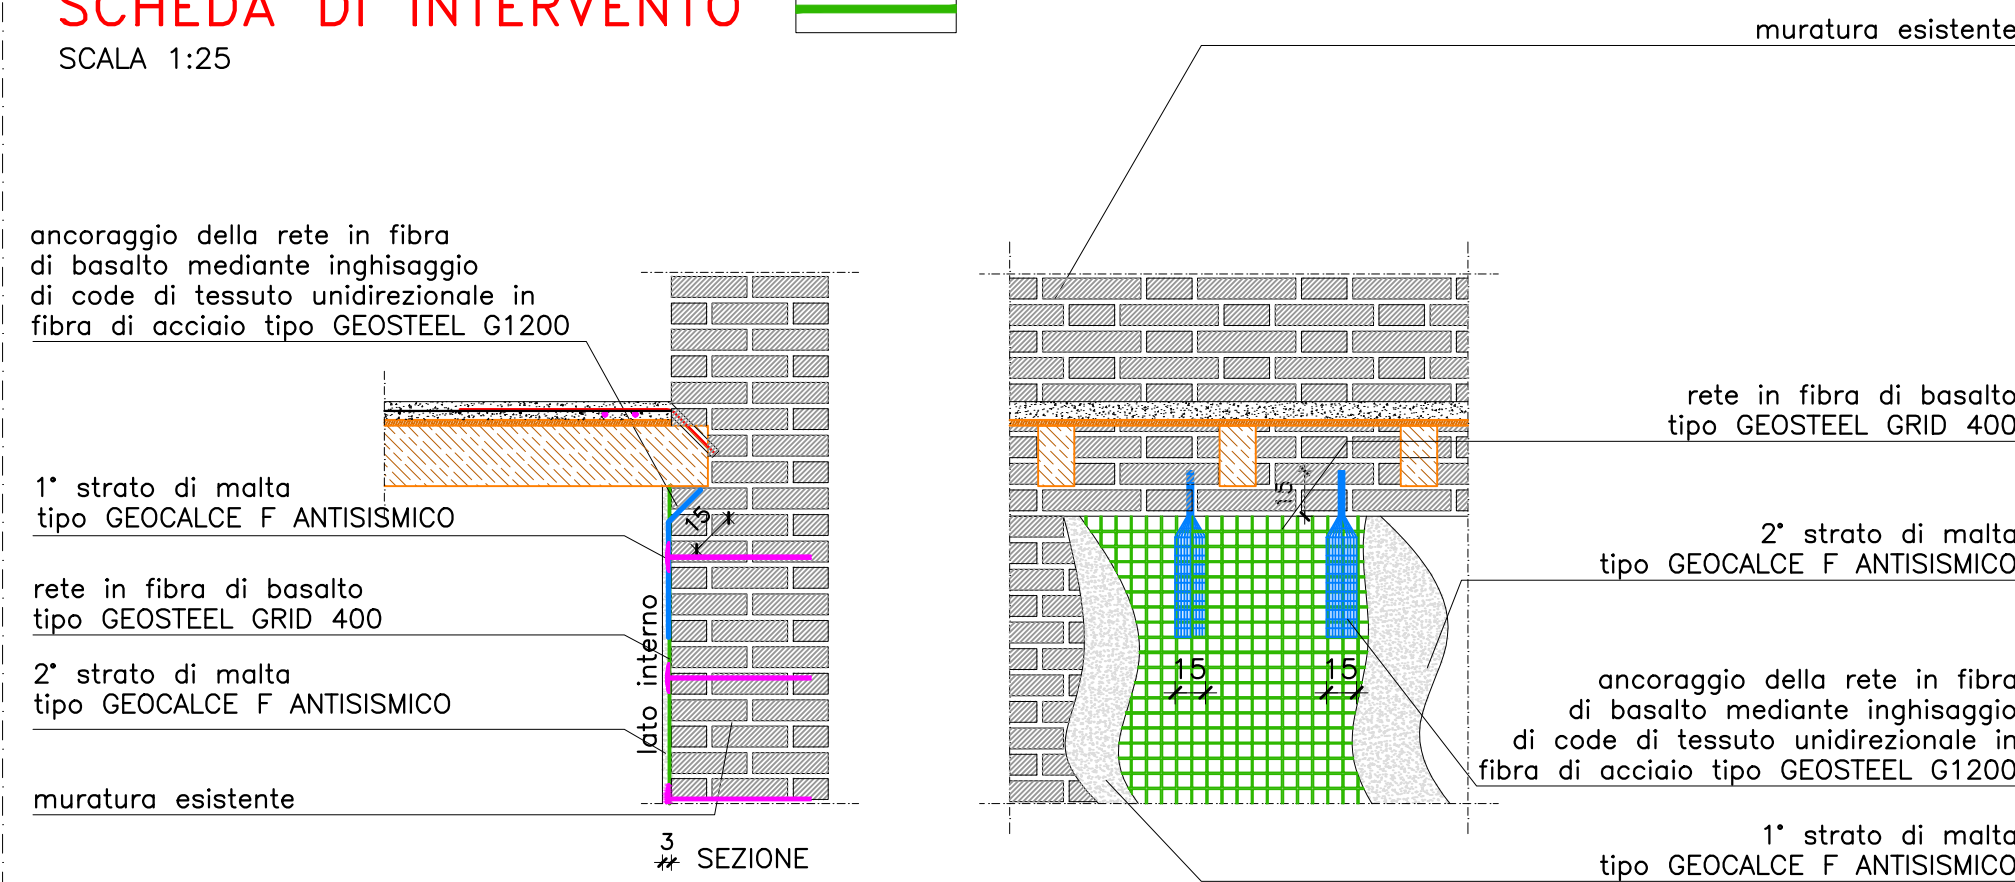 SCHEDA DI INTERVENTO
SCALA 1:25
ancoraggio della rete in fibra
di basalto mediante inghisaggio
di code di tessuto unidirezionale in
fibra di acciaio tipo GEOSTEEL G1200
1° strato di malta
tipo GEOCALCE F ANTISISMICO
rete in fibra di basalto
tipo GEOSTEEL GRID 400
2° strato di malta
tipo GEOCALCE F ANTISISMICO
muratura esistente
15
lato interno
3
SEZIONE
muratura esistente
rete in fibra di basalto
tipo GEOSTEEL GRID 400
15
2° strato di malta
tipo GEOCALCE F ANTISISMICO
15
15
ancoraggio della rete in fibra
di basalto mediante inghisaggio
di code di tessuto unidirezionale in
fibra di acciaio tipo GEOSTEEL G1200
1° strato di malta
tipo GEOCALCE F ANTISISMICO